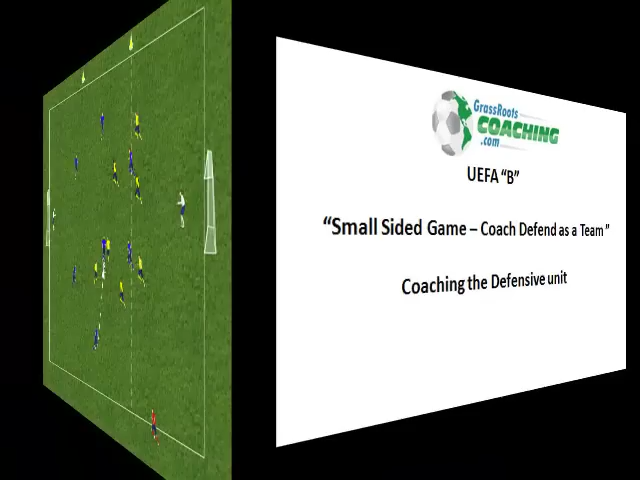 GrassRoots
COACHING
.com
UEFA “B”
“Small Sided Game – Coach Defend as a Team”
Coaching the Defensive unit